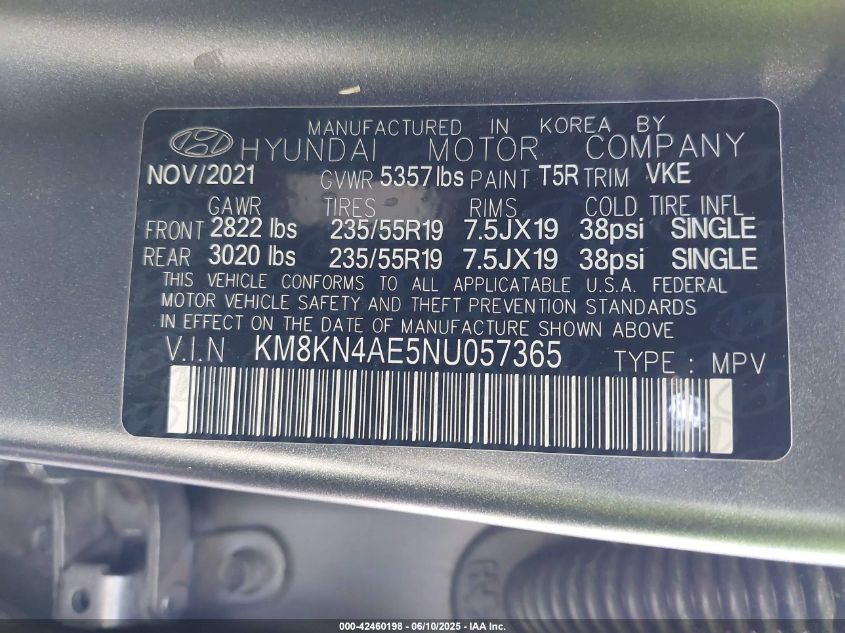 MANUFACTURED IN KOREA BY
HYUNDAI MOTOR COMPANY
NOV/2021 GVWR 5357 lbs PAINT T5R TRIM VKE
GAWR TIRES RIMS COLD TIRE INFL
FRONT 2822 lbs 235/55R19 7.5JX19 38psi SINGLE
REAR 3020 lbs 235/55R19 7.5JX19 38psi SINGLE
THIS VEHICLE CONFORMS TO ALL APPLICATABLE U.S.A. FEDERAL
MOTOR VEHICLE SAFETY AND THEFT PREVENTION STANDARDS
IN EFFECT ON THE DATE OF MANUFACTURE SHOWN ABOVE
V.I.N KM8KN4AE5NU057365 TYPE : MPV
000-42460198 - 06/10/2025 - IAA Inc.